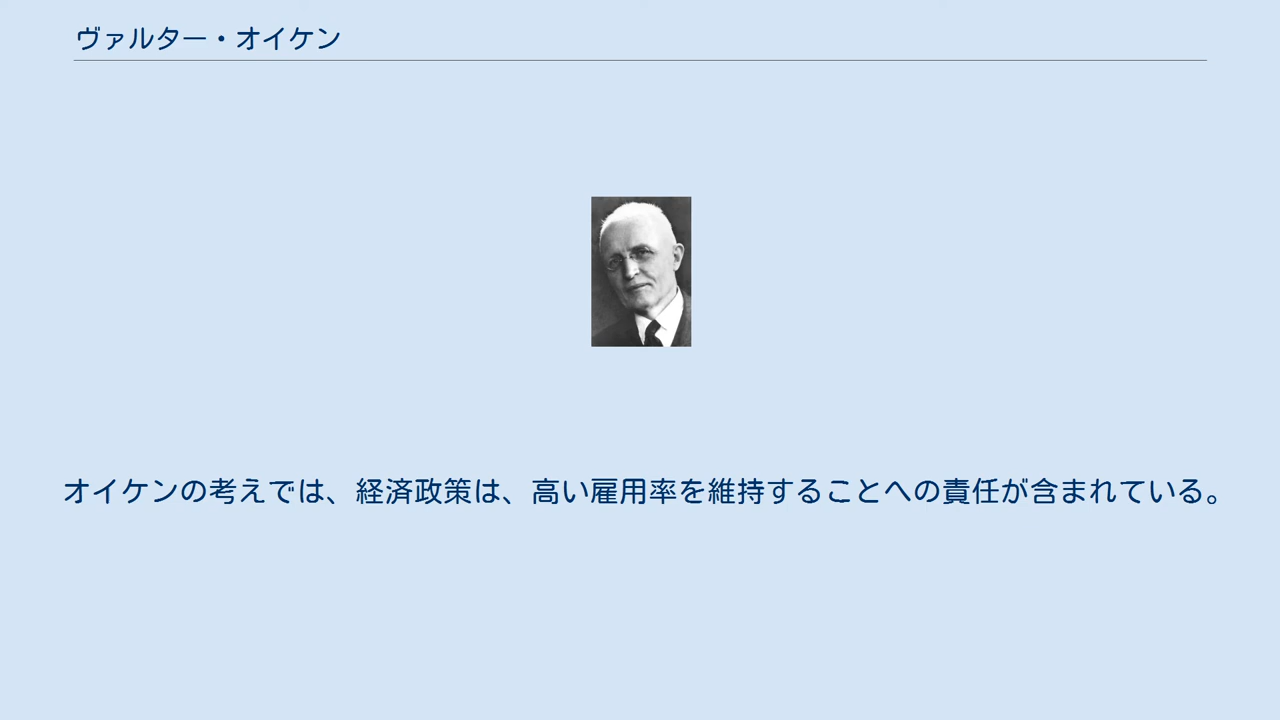 ヴァルター・オイケン
オイケンの考えでは、経済政策は、高い雇用率を維持することへの責任が含まれている。